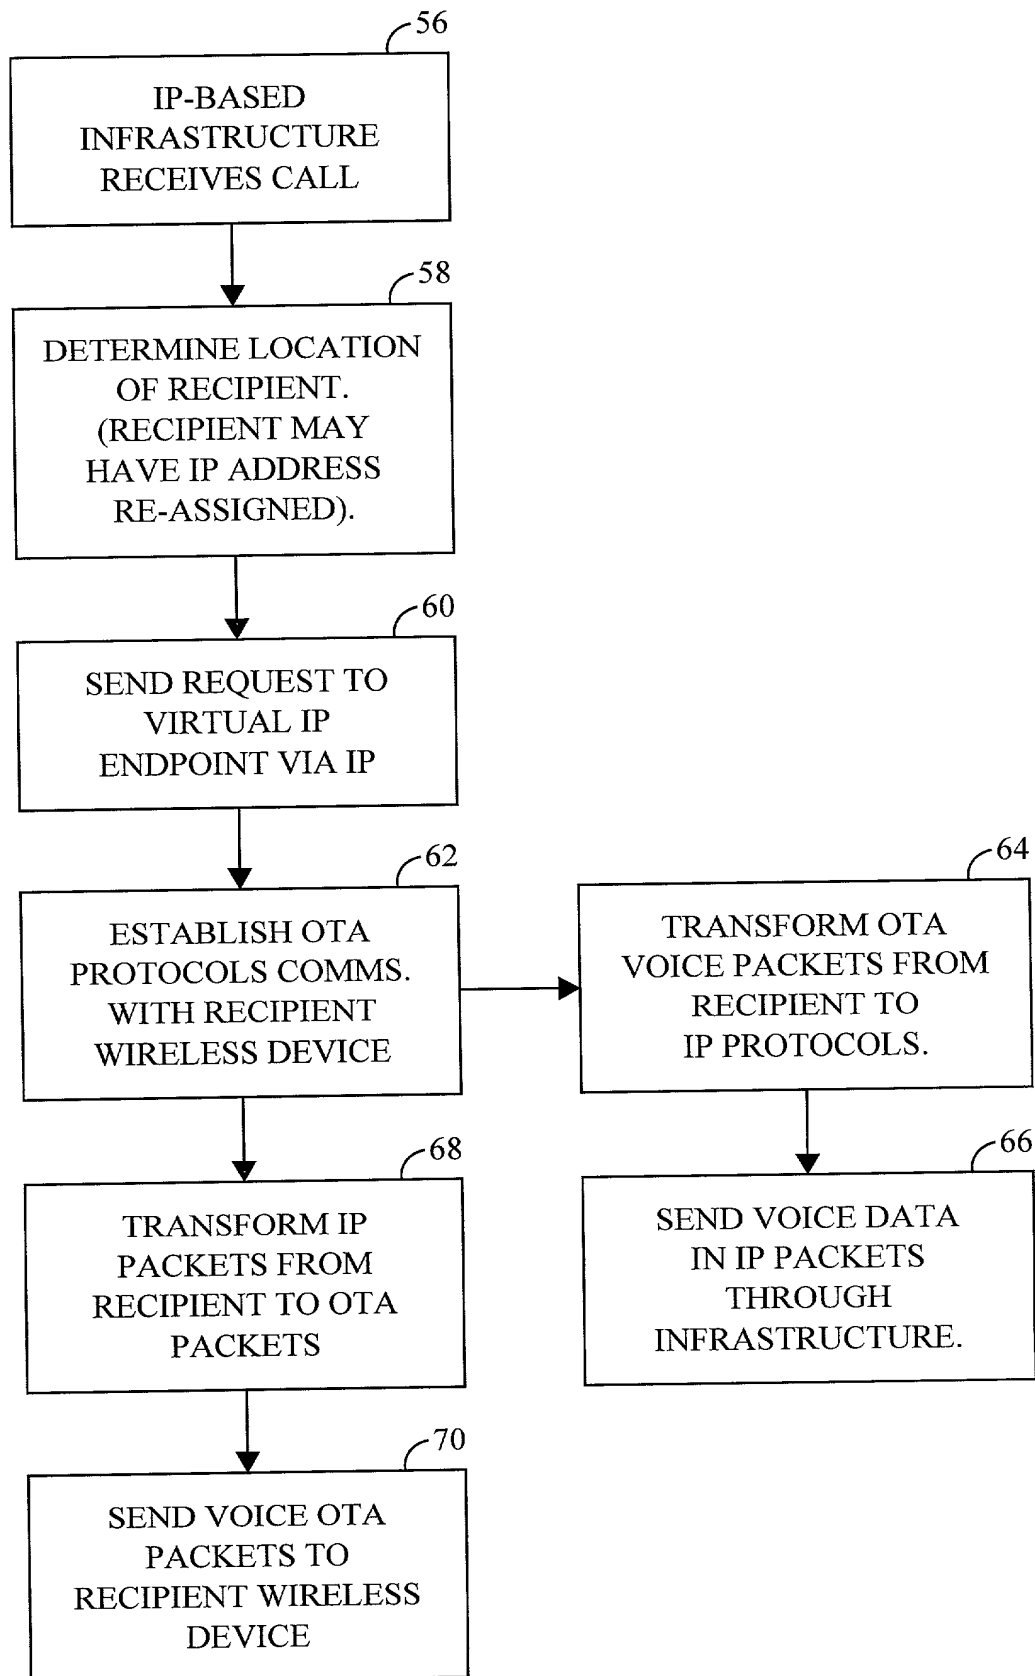 56
IP-BASED
INFRASTRUCTURE
RECEIVES CALL
58
DETERMINE LOCATION
OF RECIPIENT.
(RECIPIENT MAY
HAVE IP ADDRESS
RE-ASSIGNED).
60
SEND REQUEST TO
VIRTUAL IP
ENDPOINT VIA IP
62
ESTABLISH OTA
PROTOCOLS COMMS.
WITH RECIPIENT
WIRELESS DEVICE
64
TRANSFORM OTA
VOICE PACKETS FROM
RECIPIENT TO
IP PROTOCOLS.
66
SEND VOICE DATA
IN IP PACKETS
THROUGH
INFRASTRUCTURE.
68
TRANSFORM IP
PACKETS FROM
RECIPIENT TO OTA
PACKETS
70
SEND VOICE OTA
PACKETS TO
RECIPIENT WIRELESS
DEVICE